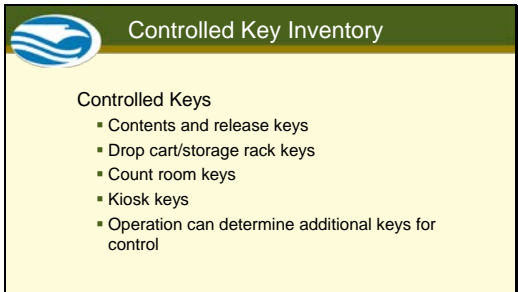 Controlled Key Inventory
Controlled Keys
▪ Contents and release keys
▪ Drop cart/storage rack keys
▪ Count room keys
▪ Kiosk keys
▪ Operation can determine additional keys for
control